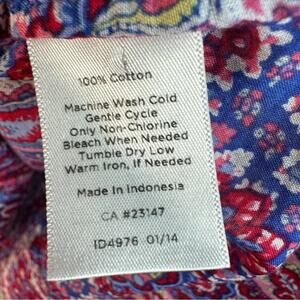 100% Cotton
Machine Wash Cold
Gentle Cycle
Only Non-Chlorine
Bleach When Needed
Tumble Dry Low
Warm Iron, If Needed
Made In Indonesia
CA #23147
ID4976 01/14